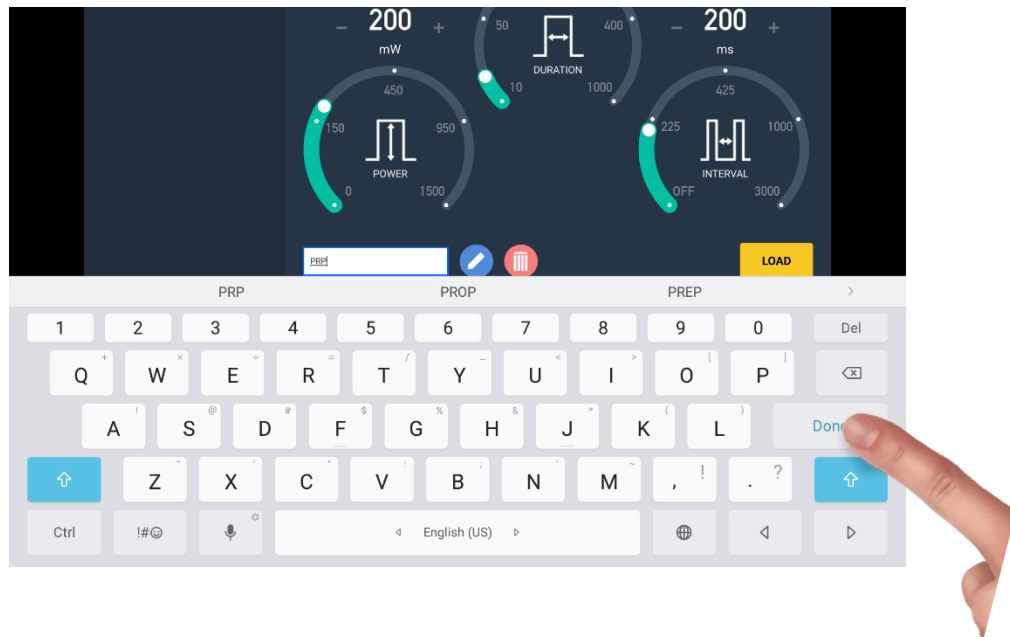 − 200 +
mW
50
400
10
1000
DURATION
− 200 +
ms
450
150
950
0
1500
POWER
425
225
1000
OFF
3000
INTERVAL
PRP
LOAD
PRP PROP PREP >
1 2 3 4 5 6 7 8 9 0 Del
+ × ÷ = / _ < > [ ]
Q W E R T Y U I O P
! @ # $ % & * ( )
A S D F G H J K L Don
- ' " : ; ~ ! ?
Z X C V B N M , .
Ctrl !#☺ English (US)